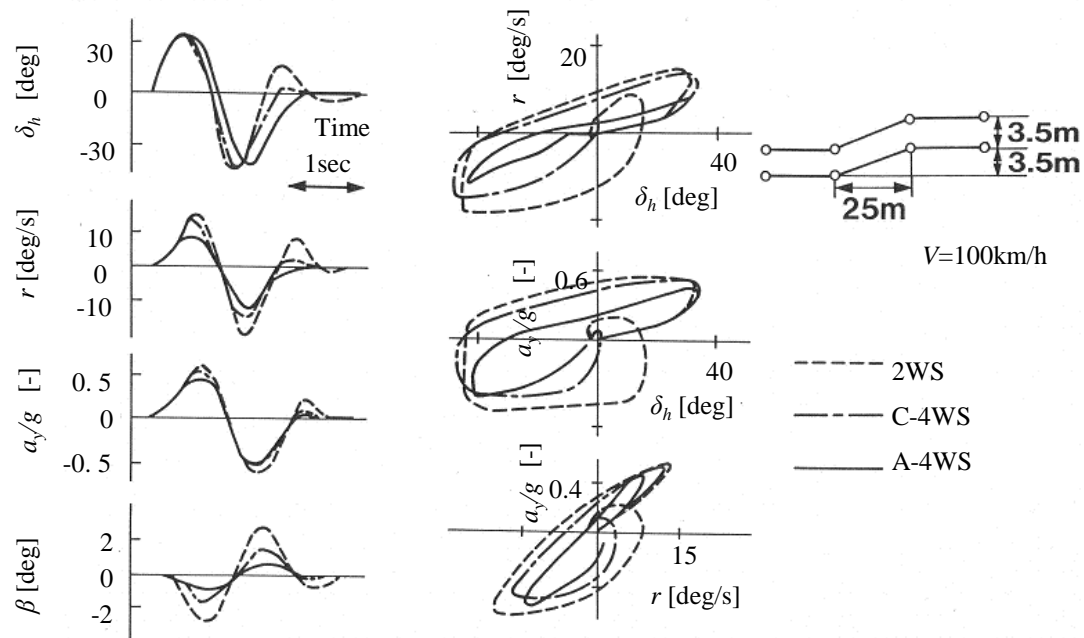 δh [deg]
30
0
-30
Time
1sec
r [deg/s]
10
0
-10
ay/g [-]
0.5
0
-0.5
β [deg]
2
0
-2
r [deg/s]
20
40
δh [deg]
ay/g [-]
0.6
40
δh [deg]
ay/g [-]
0.4
15
r [deg/s]
3.5m
3.5m
25m
V=100km/h
2WS
C-4WS
A-4WS